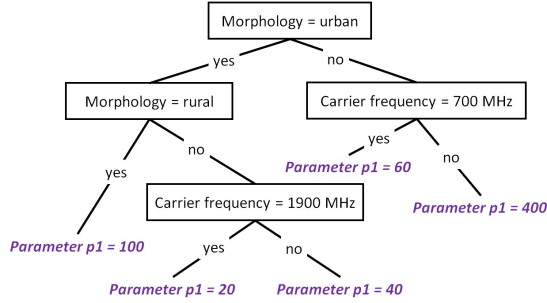 Morphology = urban
yes
no
Morphology = rural
Carrier frequency = 700 MHz
yes
no
yes
no
Parameter p1 = 60
Carrier frequency = 1900 MHz
Parameter p1 = 400
Parameter p1 = 100
yes
no
Parameter p1 = 20
Parameter p1 = 40